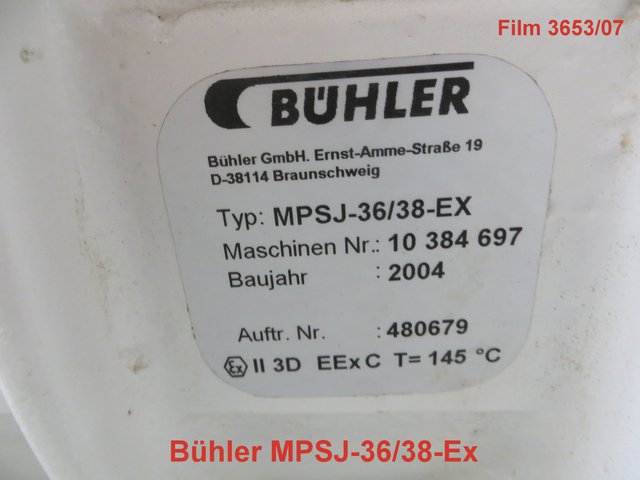 Film 3653/07
BÜHLER
Bühler GmbH. Ernst-Amme-Straße 19
D-38114 Braunschweig
Typ: MPSJ-36/38-EX
Maschinen Nr.: 10 384 697
Baujahr : 2004
Auftr. Nr. : 480679
Ex II 3D EEx C T= 145 °C
Bühler MPSJ-36/38-Ex